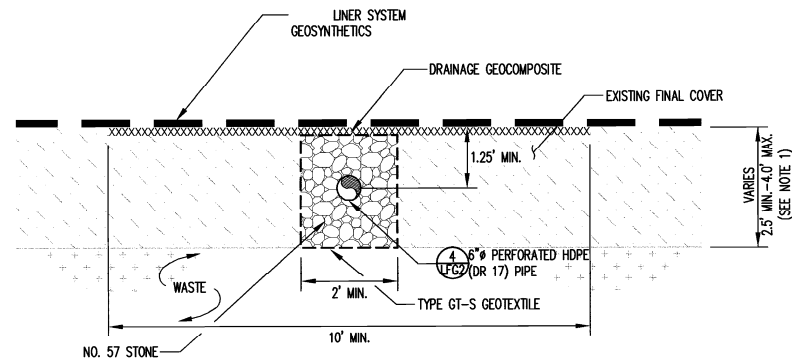 LINER SYSTEM
GEOSYNTHETICS
DRAINAGE GEOCOMPOSITE
EXISTING FINAL COVER
1.25' MIN.
VARIES
2.5' MIN.-4.0' MAX.
(SEE NOTE 1)
4
LFG2
6"ø PERFORATED HDPE
(DR 17) PIPE
WASTE
2' MIN.
TYPE GT-S GEOTEXTILE
10' MIN.
NO. 57 STONE